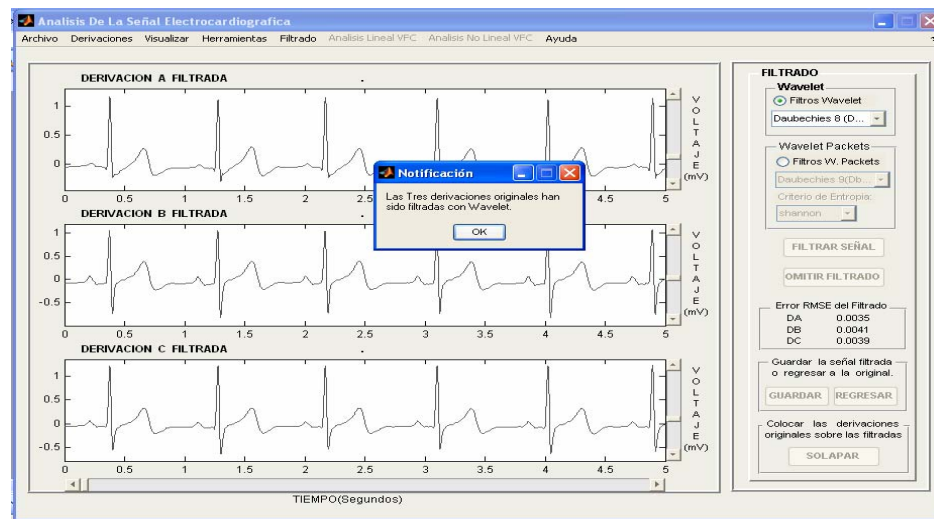 Analisis De La Señal Electrocardiografica
Archivo Derivaciones Visualizar Herramientas Filtrado Analisis Lineal VFC Analisis No Lineal VFC Ayuda
DERIVACION A FILTRADA
1
0.5
0
0 0.5 1 1.5 2 2.5 4.5 5
VOLTAJE
(mV)
DERIVACION B FILTRADA
1
0.5
0
-0.5
0 0.5 1 1.5 2 2.5 3 3.5 4 4.5 5
VOLTAJE
(mV)
DERIVACION C FILTRADA
1
0.5
0
-0.5
0 0.5 1 1.5 2 2.5 3 3.5 4 4.5 5
VOLTAJE
(mV)
TIEMPO(Segundos)
Notificación
Las Tres derivaciones originales han
sido filtradas con Wavelet.
OK
FILTRADO
Wavelet
Filtros Wavelet
Daubechies 8 (D...
Wavelet Packets
Filtros W. Packets
Daubechies 9(Db...
Criterio de Entropia:
shannon
FILTRAR SEÑAL
OMITIR FILTRADO
Error RMSE del Filtrado
DA 0.0035
DB 0.0041
DC 0.0039
Guardar la señal filtrada
o regresar a la original.
GUARDAR REGRESAR
Colocar las derivaciones
originales sobre las filtradas
SOLAPAR